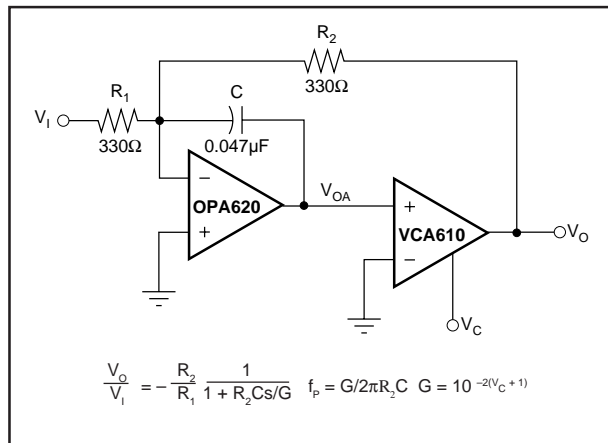 R2
330Ω
R1
C
VI
330Ω
0.047µF
−
OPA620
+
VOA
+
VCA610
−
VO
VC
VO/VI = − R2/R1 1/(1 + R2Cs/G) fP = G/2πR2C G = 10 −2(VC + 1)